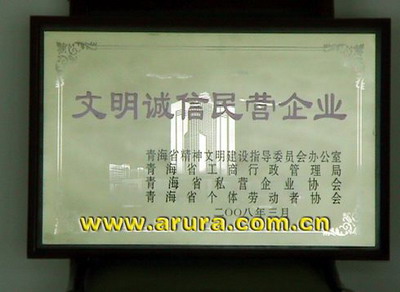 文明诚信民营企业
青海省精神文明建设指导委员会办公室
青海省工商行政管理局
青海省私营企业协会
青海省个体劳动者协会
二〇〇八年三月
www.arura.com.cn